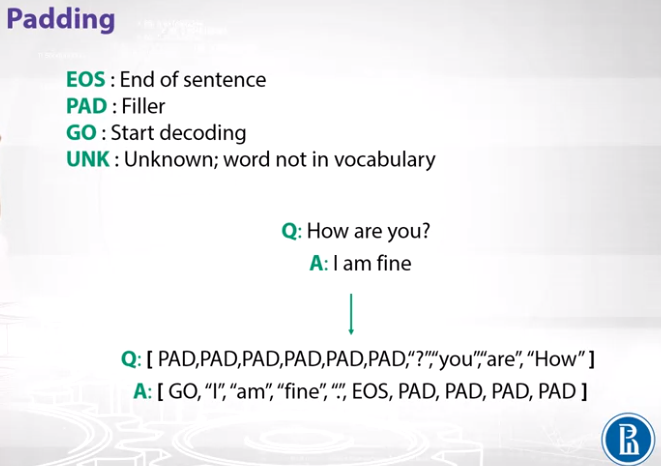 Padding
EOS : End of sentence
PAD : Filler
GO : Start decoding
UNK : Unknown; word not in vocabulary
Q: How are you?
A: I am fine
Q: [ PAD,PAD,PAD,PAD,PAD,PAD,“?”,“you”,“are”, “How” ]
A: [ GO, “I”, “am”, “fine”, “.”, EOS, PAD, PAD, PAD, PAD ]